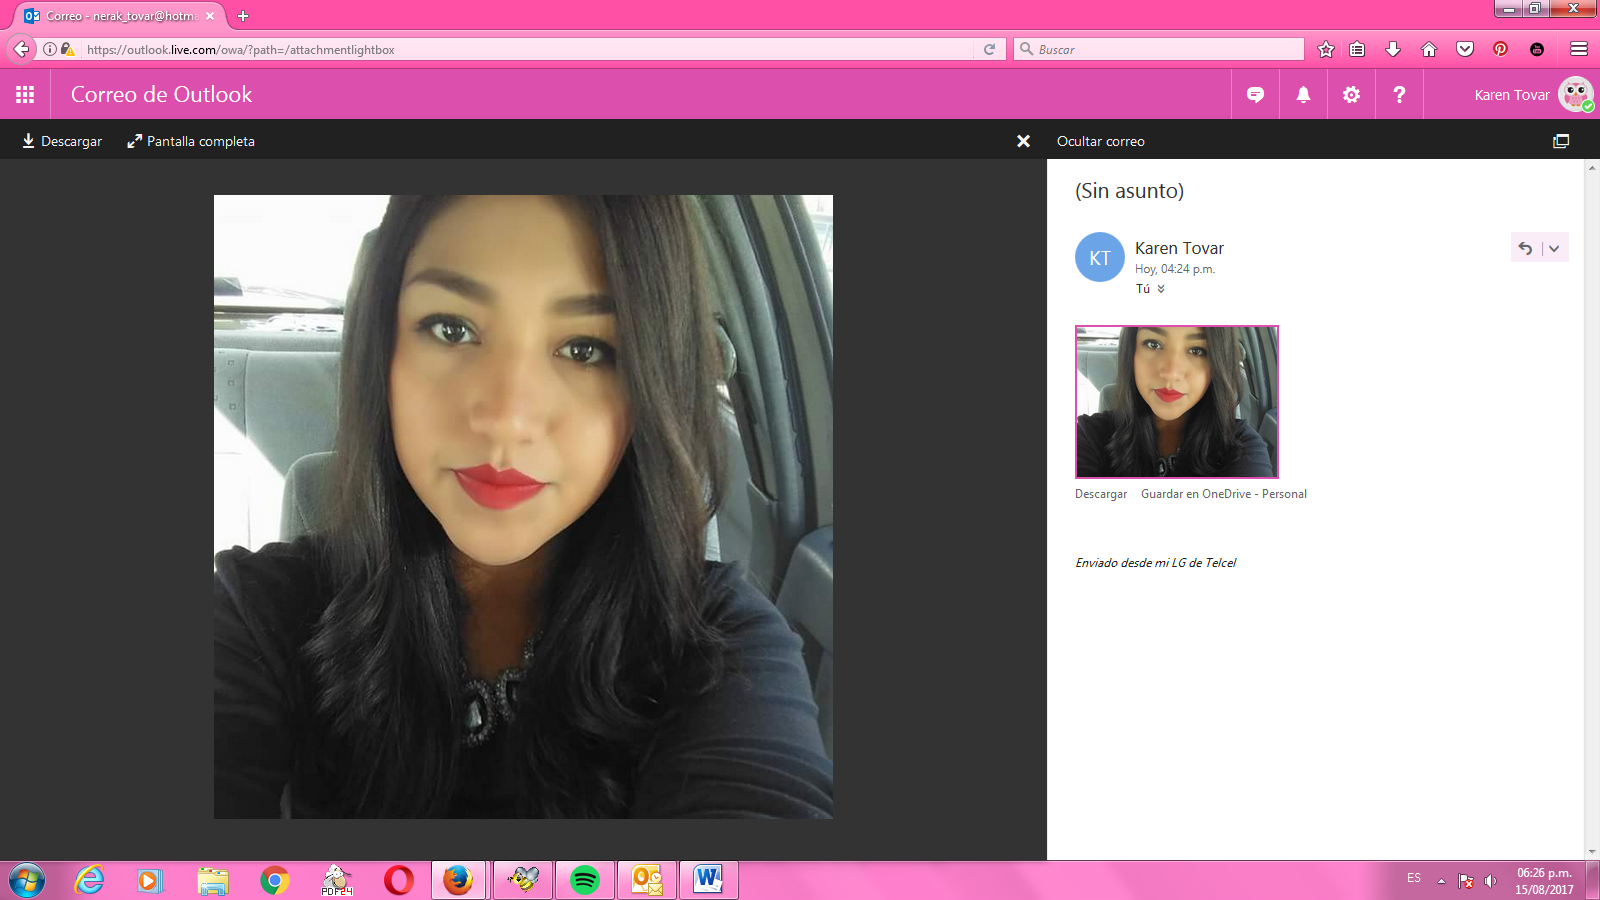 Correo - nerak_tovar@hotma
https://outlook.live.com/owa/?path=/attachmentlightbox
Buscar
Correo de Outlook
Karen Tovar
Descargar
Pantalla completa
Ocultar correo
(Sin asunto)
KT
Karen Tovar
Hoy, 04:24 p.m.
Tú
Descargar
Guardar en OneDrive - Personal
Enviado desde mi LG de Telcel
PDF24
ES
06:26 p.m.
15/08/2017